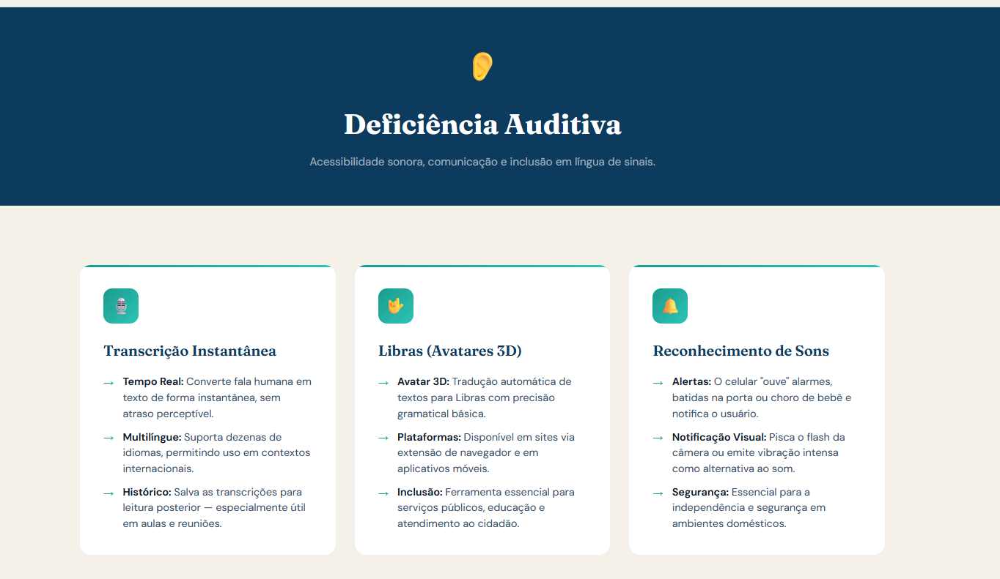 Deficiência Auditiva
Acessibilidade sonora, comunicação e inclusão em língua de sinais.
Transcrição Instantânea
→ Tempo Real: Converte fala humana em
texto de forma instantânea, sem
atraso perceptível.
→ Multilíngue: Suporta dezenas de
idiomas, permitindo uso em contextos
internacionais.
→ Histórico: Salva as transcrições para
leitura posterior — especialmente útil
em aulas e reuniões.
Libras (Avatares 3D)
→ Avatar 3D: Tradução automática de
textos para Libras com precisão
gramatical básica.
→ Plataformas: Disponível em sites via
extensão de navegador e em
aplicativos móveis.
→ Inclusão: Ferramenta essencial para
serviços públicos, educação e
atendimento ao cidadão.
Reconhecimento de Sons
→ Alertas: O celular "ouve" alarmes,
batidas na porta ou choro de bebê e
notifica o usuário.
→ Notificação Visual: Pisca o flash da
câmera ou emite vibração intensa
como alternativa ao som.
→ Segurança: Essencial para a
independência e segurança em
ambientes domésticos.